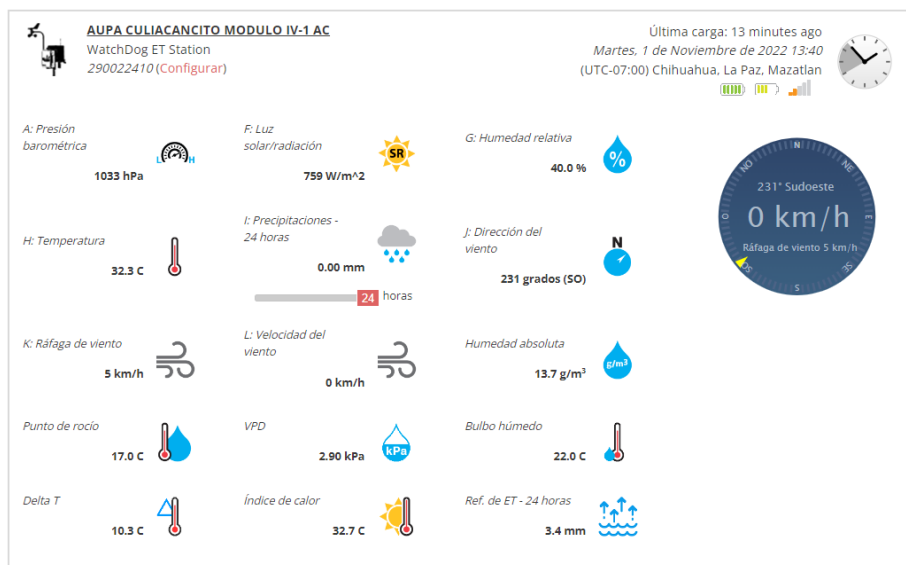 AUPA CULIACANCITO MODULO IV-1 AC
WatchDog ET Station
290022410 (Configurar)
Última carga: 13 minutes ago
Martes, 1 de Noviembre de 2022 13:40
(UTC-07:00) Chihuahua, La Paz, Mazatlan
A: Presión
barométrica
L H
1033 hPa
F: Luz
solar/radiación
SR
759 W/m^2
G: Humedad relativa
%
40.0 %
H: Temperatura
32.3 C
I: Precipitaciones -
24 horas
0.00 mm
24 horas
J: Dirección del
viento
N
231 grados (SO)
N
NE
E
SE
S
SO
O
NO
231° Sudoeste
0 km/h
Ráfaga de viento 5 km/h
K: Ráfaga de viento
5 km/h
L: Velocidad del
viento
0 km/h
Humedad absoluta
g/m³
13.7 g/m³
Punto de rocío
17.0 C
VPD
kPa
2.90 kPa
Bulbo húmedo
22.0 C
Delta T
10.3 C
Índice de calor
32.7 C
Ref. de ET - 24 horas
3.4 mm